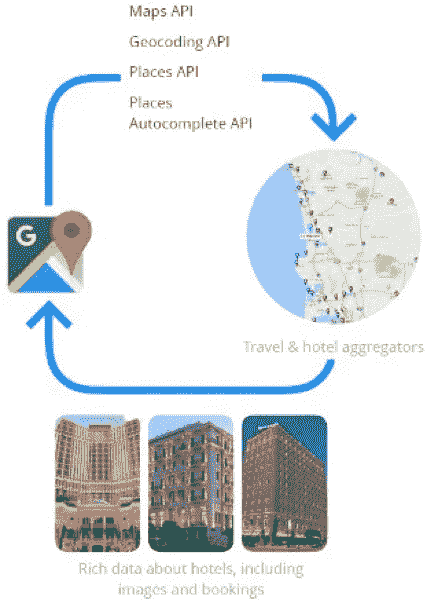 Maps API
Geocoding API
Places API
Places
Autocomplete API
G
Travel & hotel aggregators
Rich data about hotels, including
images and bookings